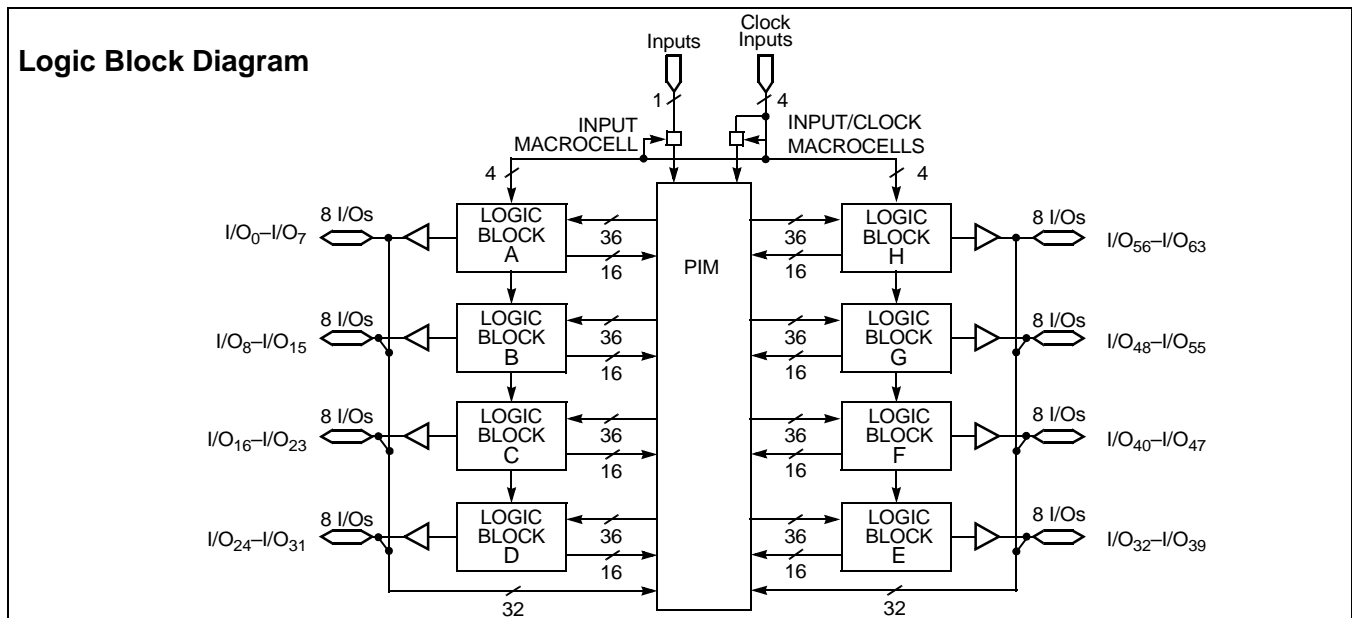 Logic Block Diagram
Inputs
Clock
Inputs
1
4
INPUT
MACROCELL
INPUT/CLOCK
MACROCELLS
4
4
PIM
I/O0–I/O7
8 I/Os
LOGIC
BLOCK
A
36
16
36
16
LOGIC
BLOCK
H
8 I/Os
I/O56–I/O63
I/O8–I/O15
8 I/Os
LOGIC
BLOCK
B
36
16
36
16
LOGIC
BLOCK
G
8 I/Os
I/O48–I/O55
I/O16–I/O23
8 I/Os
LOGIC
BLOCK
C
36
16
36
16
LOGIC
BLOCK
F
8 I/Os
I/O40–I/O47
I/O24–I/O31
8 I/Os
LOGIC
BLOCK
D
36
16
36
16
LOGIC
BLOCK
E
8 I/Os
I/O32–I/O39
32
32